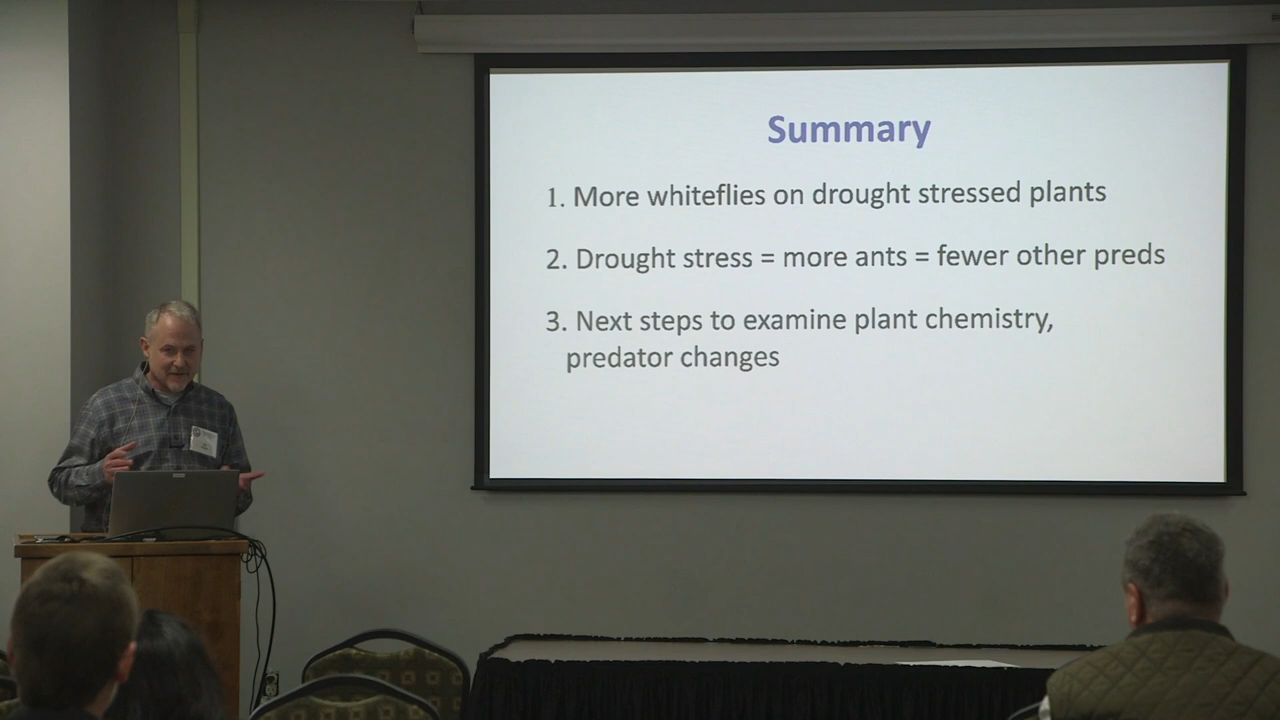 Summary
1. More whiteflies on drought stressed plants
2. Drought stress = more ants = fewer other preds
3. Next steps to examine plant chemistry,
predator changes